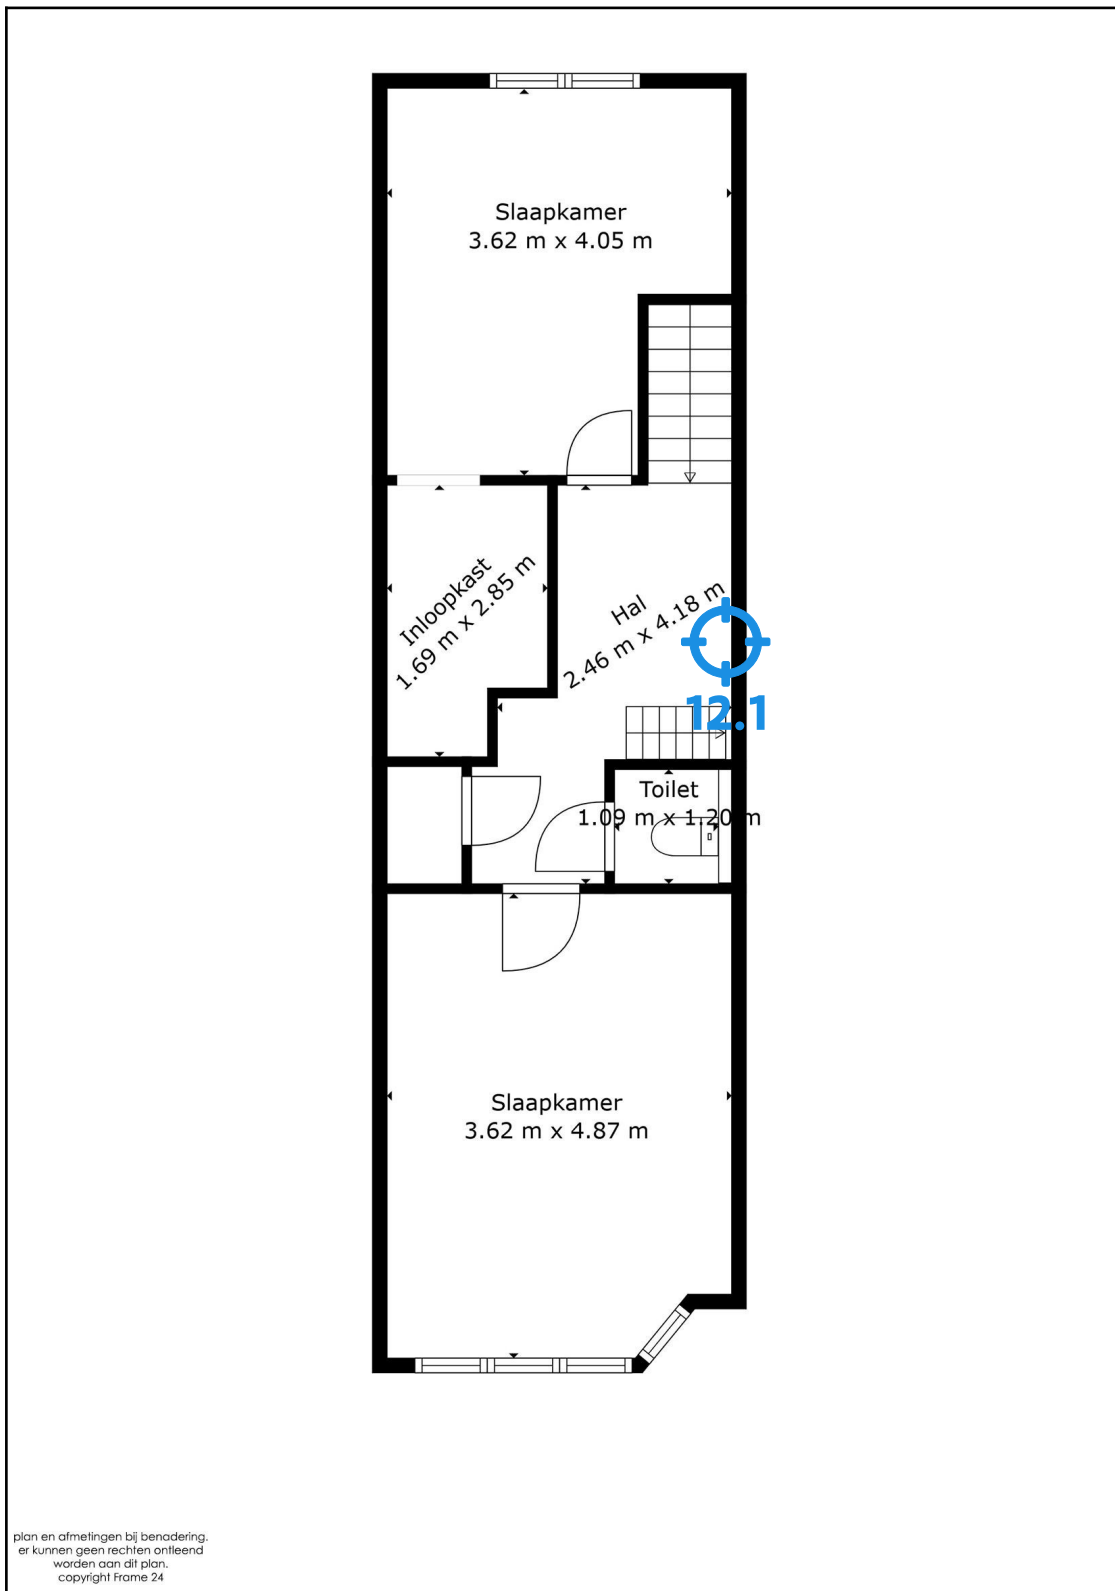 Slaapkamer
3.62 m x 4.05 m
Inloopkast
1.69 m x 2.85 m
Hal
2.46 m x 4.18 m
12.1
Toilet
1.09 m x 1.20 m
Slaapkamer
3.62 m x 4.87 m
plan en afmetingen bij benadering.
er kunnen geen rechten ontleend
worden aan dit plan.
copyright Frame 24